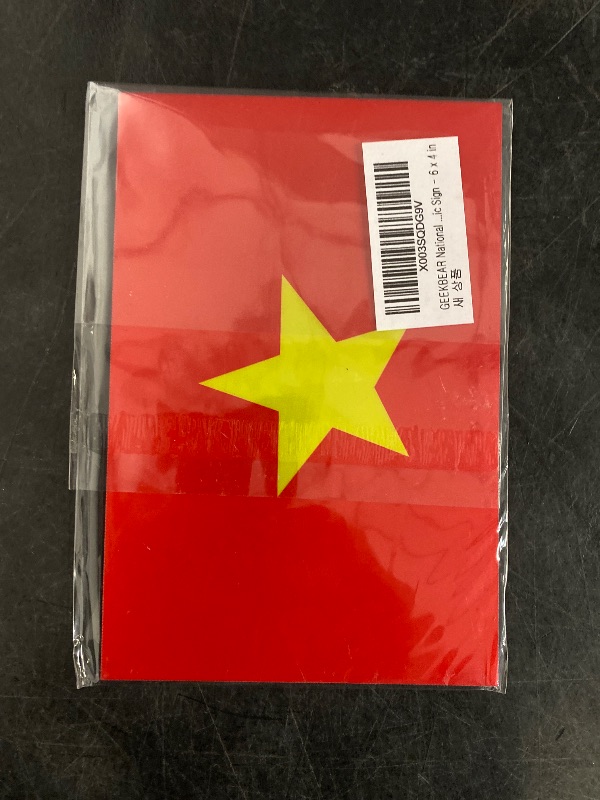 X003SQDG9V
GEEKBEAR National ...ic Sign - 6 x 4 in
새 상품